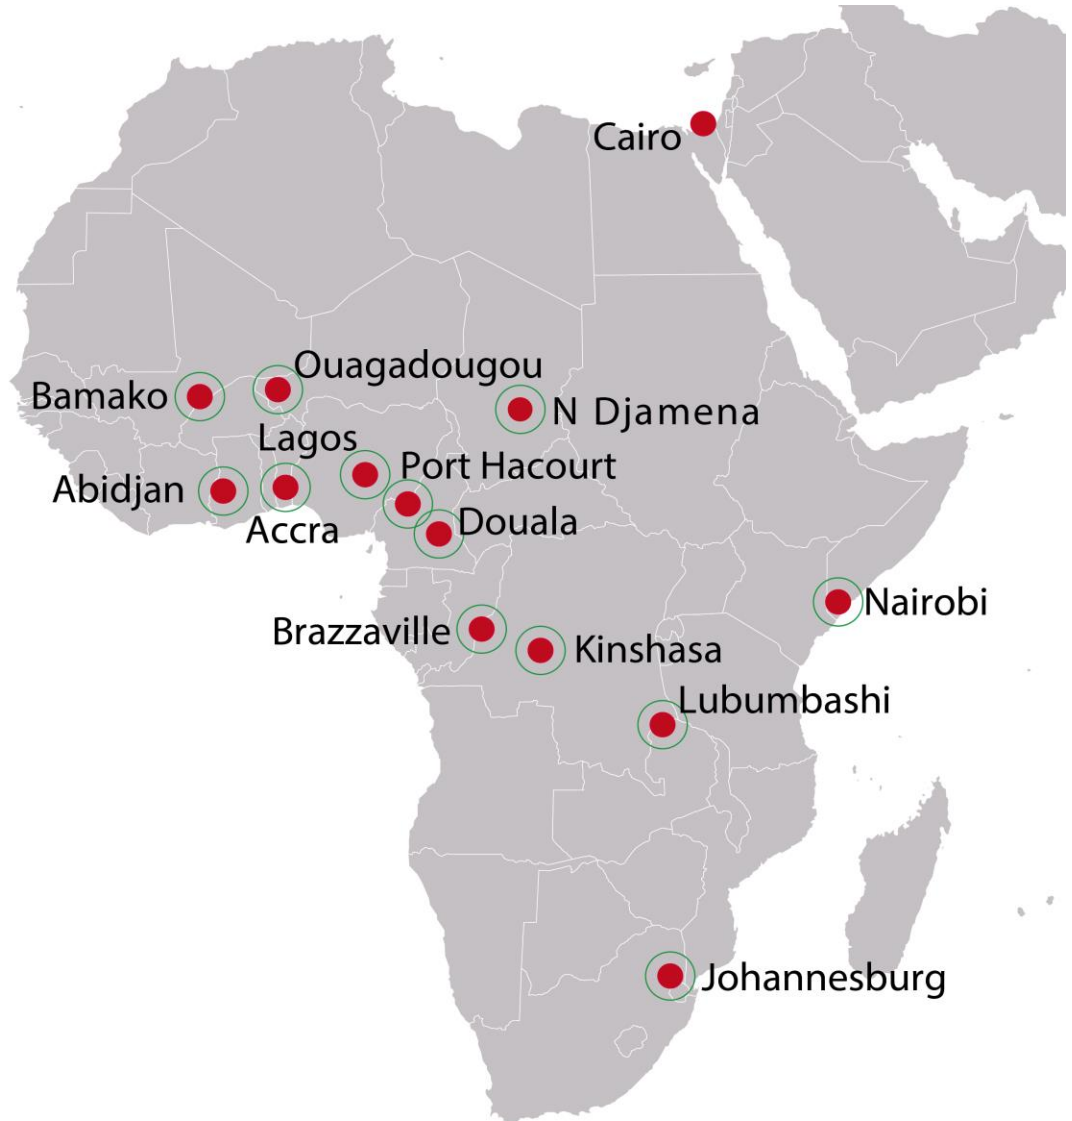 Cairo
Ouagadougou
Bamako
N Djamena
Lagos
Port Hacourt
Abidjan
Accra
Douala
Nairobi
Brazzaville
Kinshasa
Lubumbashi
Johannesburg